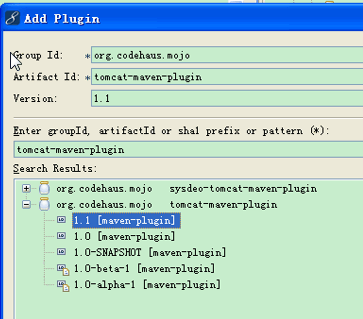 Add Plugin
Group Id: *org.codehaus.mojo
Artifact Id: *tomcat-maven-plugin
Version: 1.1
Enter groupId, artifactId or sha1 prefix or pattern (*):
tomcat-maven-plugin
Search Results:
org.codehaus.mojo sysdeo-tomcat-maven-plugin
org.codehaus.mojo tomcat-maven-plugin
1.1 [maven-plugin]
1.0 [maven-plugin]
1.0-SNAPSHOT [maven-plugin]
1.0-beta-1 [maven-plugin]
1.0-alpha-1 [maven-plugin]